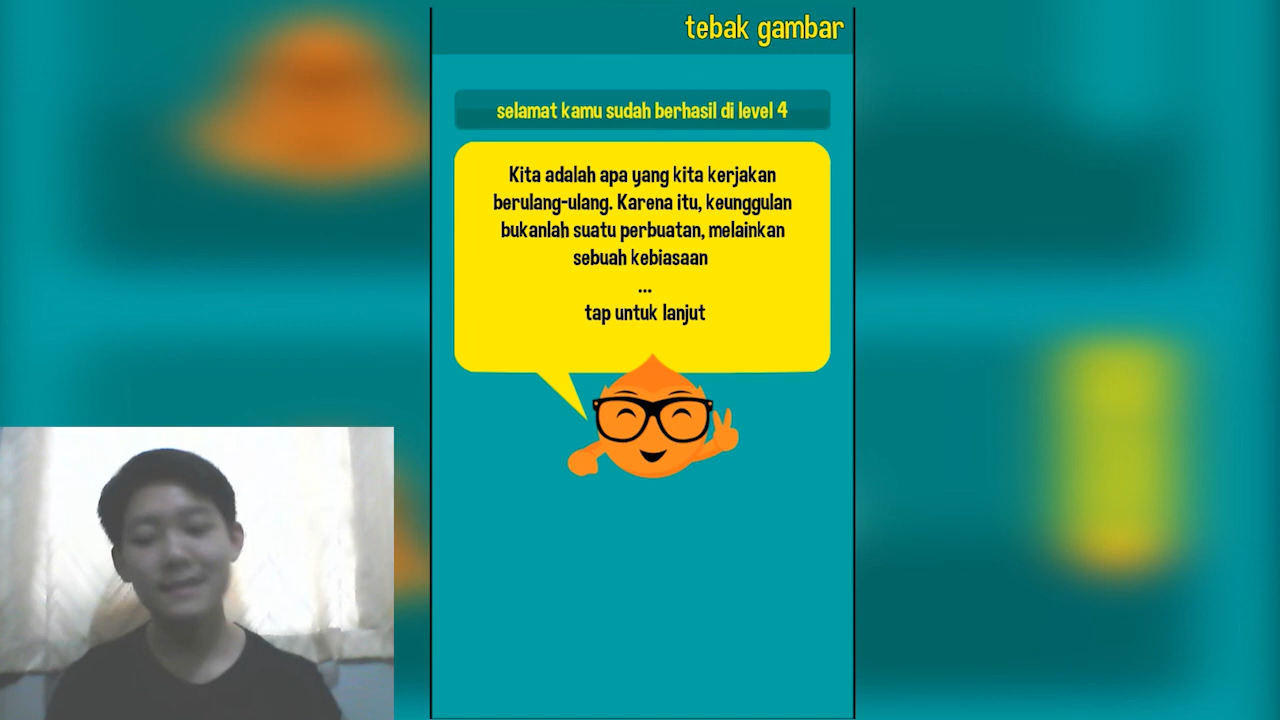 tebak gambar
selamat kamu sudah berhasil di level 4
Kita adalah apa yang kita kerjakan
berulang-ulang. Karena itu, keunggulan
bukanlah suatu perbuatan, melainkan
sebuah kebiasaan
...
tap untuk lanjut